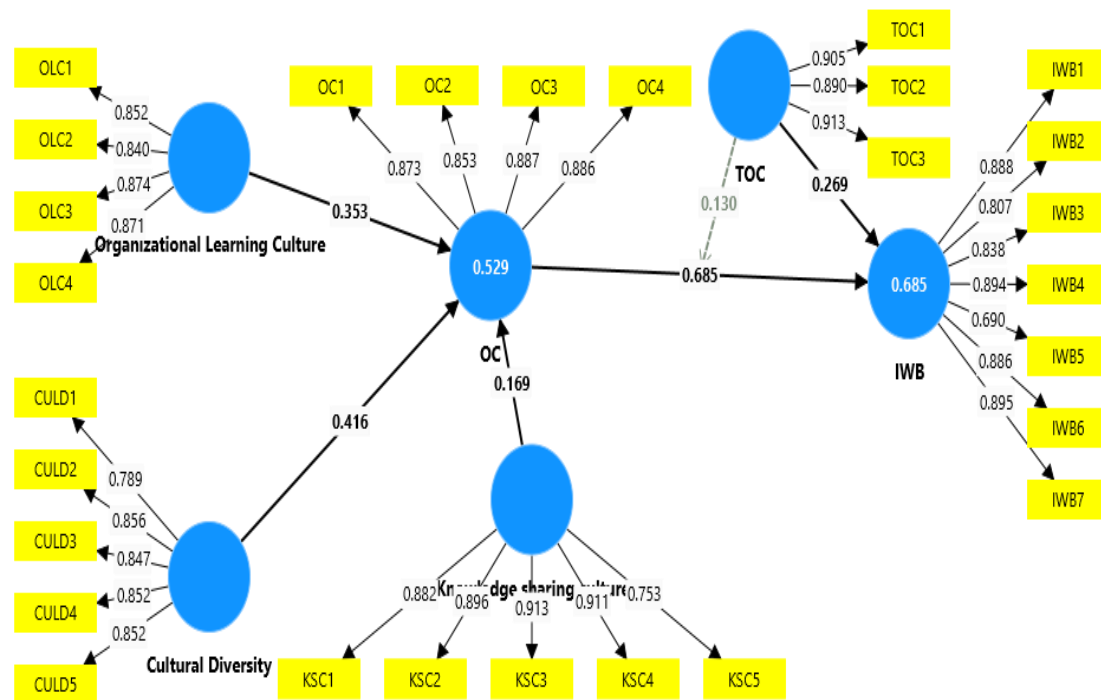 TOC1
OLC1
0.905
IWB1
OC1
OC2
OC3
OC4
TOC2
0.890
0.852
0.913
OLC2
0.840
IWB2
TOC3
0.888
0.873
0.853
0.887
0.886
TOC
0.874
0.807
OLC3
0.130
0.269
IWB3
0.353
0.838
0.871
Organizational Learning Culture
OLC4
0.529
0.685
0.685
0.894
IWB4
0.690
OC
IWB5
0.886
IWB
0.169
CULD1
0.895
0.416
IWB6
CULD2
0.789
IWB7
0.856
CULD3
0.847
0.852
Knowledge sharing culture
0.882
0.896
0.913
0.911
0.753
CULD4
0.852
Cultural Diversity
CULD5
KSC1
KSC2
KSC3
KSC4
KSC5